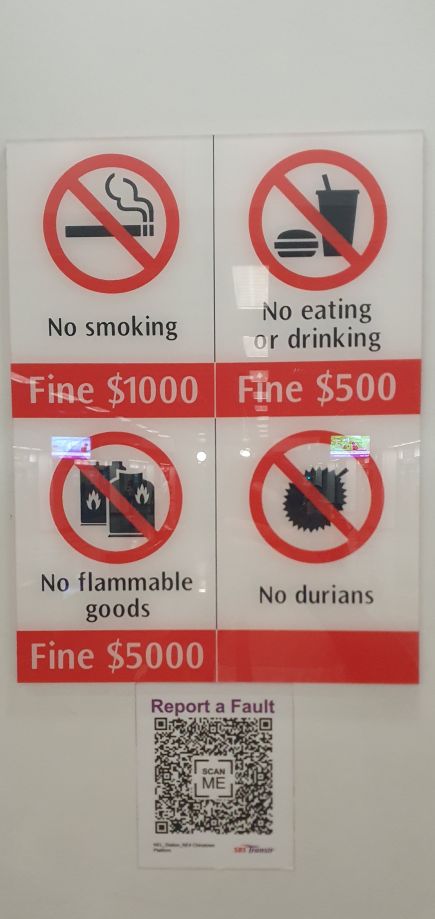 No smoking
Fine $1000
No eating
or drinking
Fine $500
No flammable
goods
Fine $5000
No durians
Report a Fault
SCAN
ME
Platform
SBS Transit